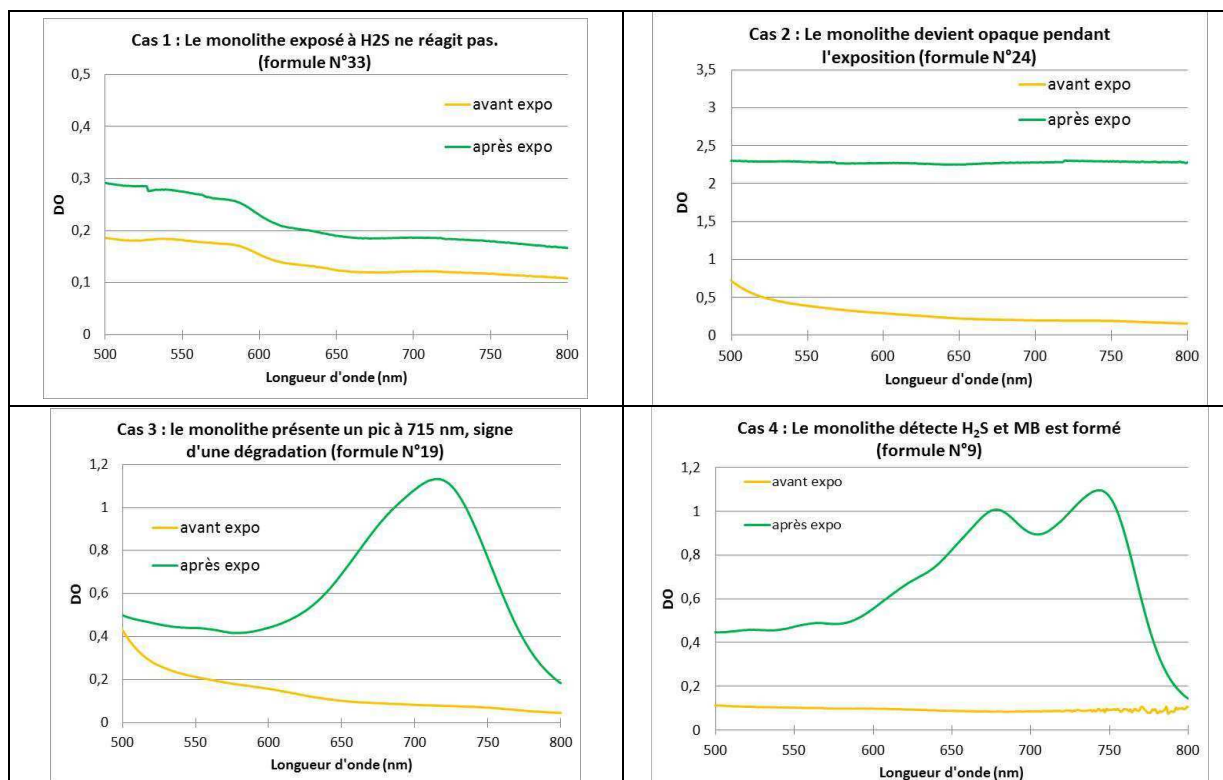 Cas 1 : Le monolithe exposé à H2S ne réagit pas.
(formule N°33)
0,5
0,4
0,3
0,2
0,1
0
DO
avant expo
après expo
500 550 600 650 700 750 800
Longueur d'onde (nm)
Cas 2 : Le monolithe devient opaque pendant
l'exposition (formule N°24)
3,5
3
2,5
2
1,5
1
0,5
0
DO
avant expo
après expo
500 550 600 650 700 750 800
Longueur d'onde (nm)
Cas 3 : le monolithe présente un pic à 715 nm, signe
d'une dégradation (formule N°19)
1,2
1
0,8
0,6
0,4
0,2
0
DO
avant expo
après expo
500 550 600 650 700 750 800
Longueur d'onde (nm)
Cas 4 : Le monolithe détecte H₂S et MB est formé
(formule N°9)
1,2
1
0,8
0,6
0,4
0,2
0
DO
avant expo
après expo
500 550 600 650 700 750 800
Longueur d'onde (nm)